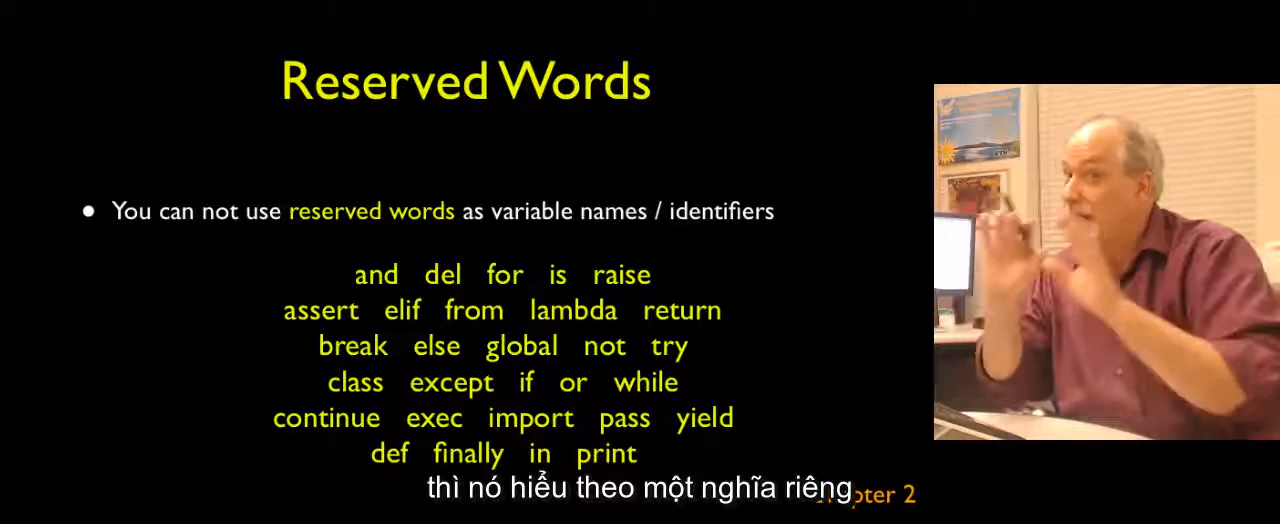 Reserved Words
● You can not use reserved words as variable names / identifiers
and del for is raise
assert elif from lambda return
break else global not try
class except if or while
continue exec import pass yield
def finally in print
thì nó hiểu theo một nghĩa riêng
2